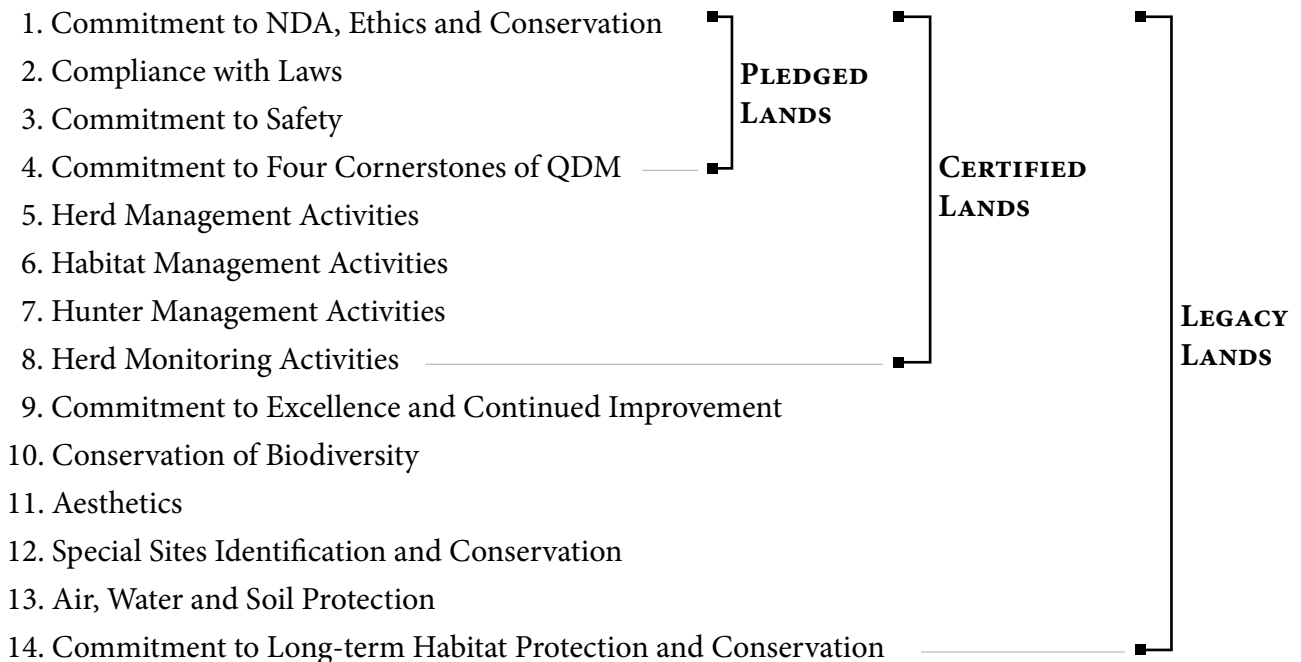 1. Commitment to NDA, Ethics and Conservation
2. Compliance with Laws
3. Commitment to Safety
4. Commitment to Four Cornerstones of QDM
5. Herd Management Activities
6. Habitat Management Activities
7. Hunter Management Activities
8. Herd Monitoring Activities
9. Commitment to Excellence and Continued Improvement
10. Conservation of Biodiversity
11. Aesthetics
12. Special Sites Identification and Conservation
13. Air, Water and Soil Protection
14. Commitment to Long-term Habitat Protection and Conservation
Pledged
Lands
Certified
Lands
Legacy
Lands